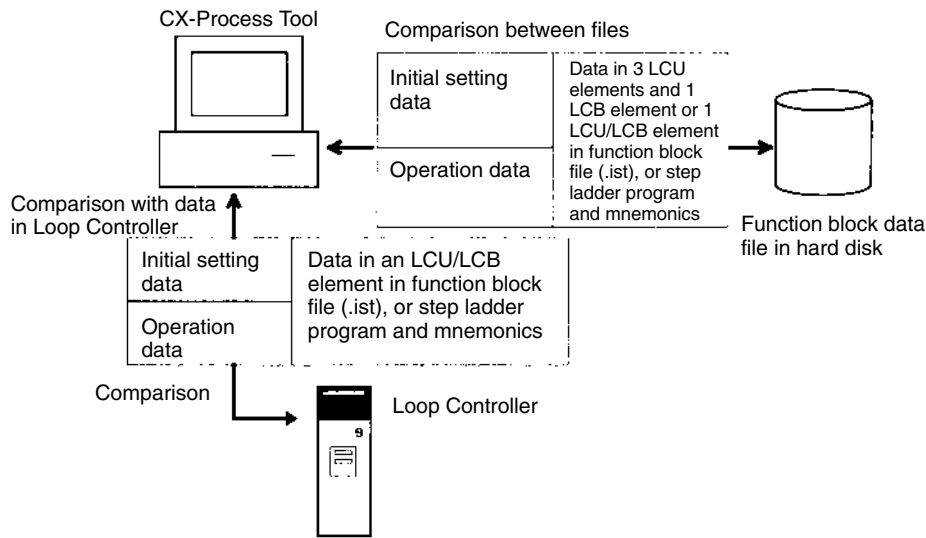 CX-Process Tool
Comparison between files
Initial setting
data
Operation data
Data in 3 LCU
elements and 1
LCB element or 1
LCU/LCB element
in function block
file (.ist), or step
ladder program
and mnemonics
Function block data
file in hard disk
Comparison with data
in Loop Controller
Initial setting
data
Operation
data
Data in an LCU/LCB
element in function block
file (.ist), or step ladder
program and mnemonics
Comparison
Loop Controller
9